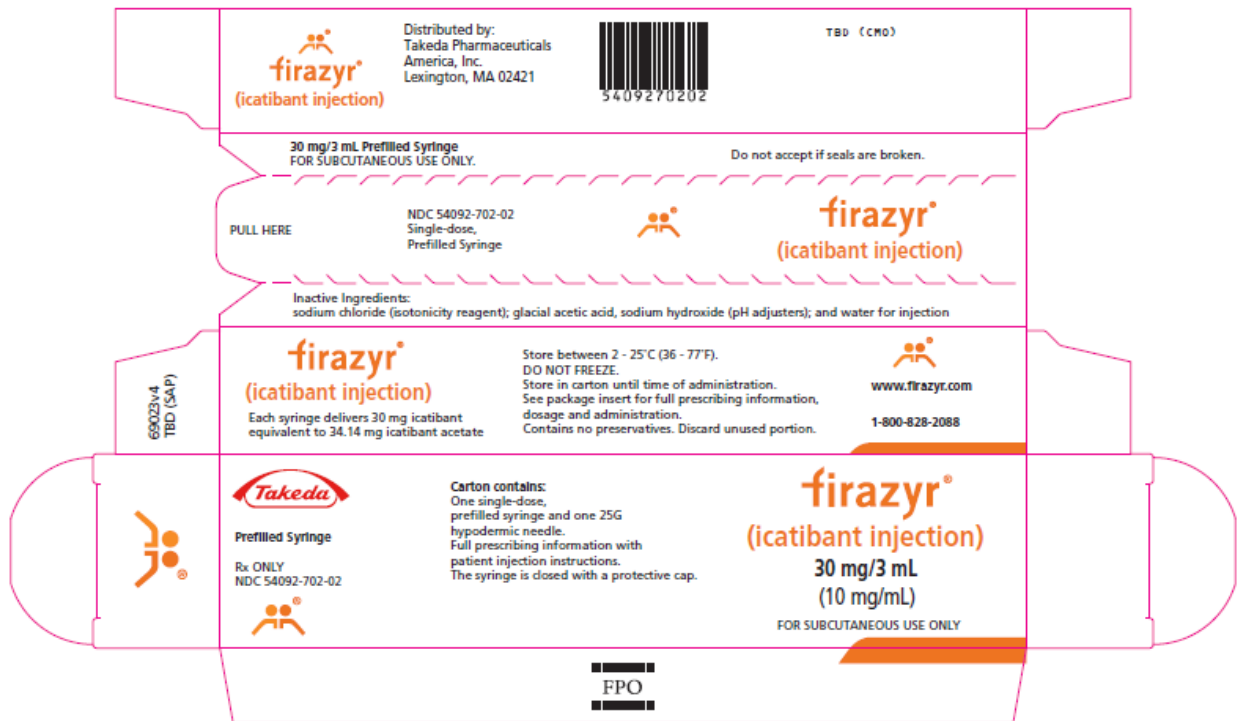 firazyr®
(icatibant injection)
Distributed by:
Takeda Pharmaceuticals
America, Inc.
Lexington, MA 02421
5409270202
TBD (CMO)
30 mg/3 mL Prefilled Syringe
FOR SUBCUTANEOUS USE ONLY.
Do not accept if seals are broken.
PULL HERE
NDC 54092-702-02
Single-dose,
Prefilled Syringe
®
firazyr®
(icatibant injection)
Inactive Ingredients:
sodium chloride (isotonicity reagent); glacial acetic acid, sodium hydroxide (pH adjusters); and water for injection
69023v4
TBD (SAP)
firazyr®
(icatibant injection)
Each syringe delivers 30 mg icatibant
equivalent to 34.14 mg icatibant acetate
Store between 2 - 25°C (36 - 77°F).
DO NOT FREEZE.
Store in carton until time of administration.
See package insert for full prescribing information,
dosage and administration.
Contains no preservatives. Discard unused portion.
®
www.firazyr.com
1-800-828-2088
®
Takeda
Prefilled Syringe
Rx ONLY
NDC 54092-702-02
®
Carton contains:
One single-dose,
prefilled syringe and one 25G
hypodermic needle.
Full prescribing information with
patient injection instructions.
The syringe is closed with a protective cap.
firazyr®
(icatibant injection)
30 mg/3 mL
(10 mg/mL)
FOR SUBCUTANEOUS USE ONLY
FPO